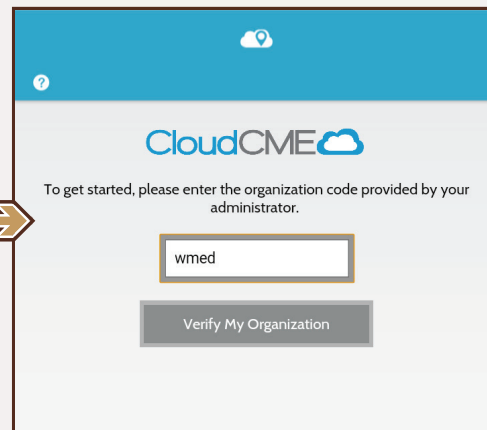 ?
CloudCME
To get started, please enter the organization code provided by your
administrator.
wmed
Verify My Organization